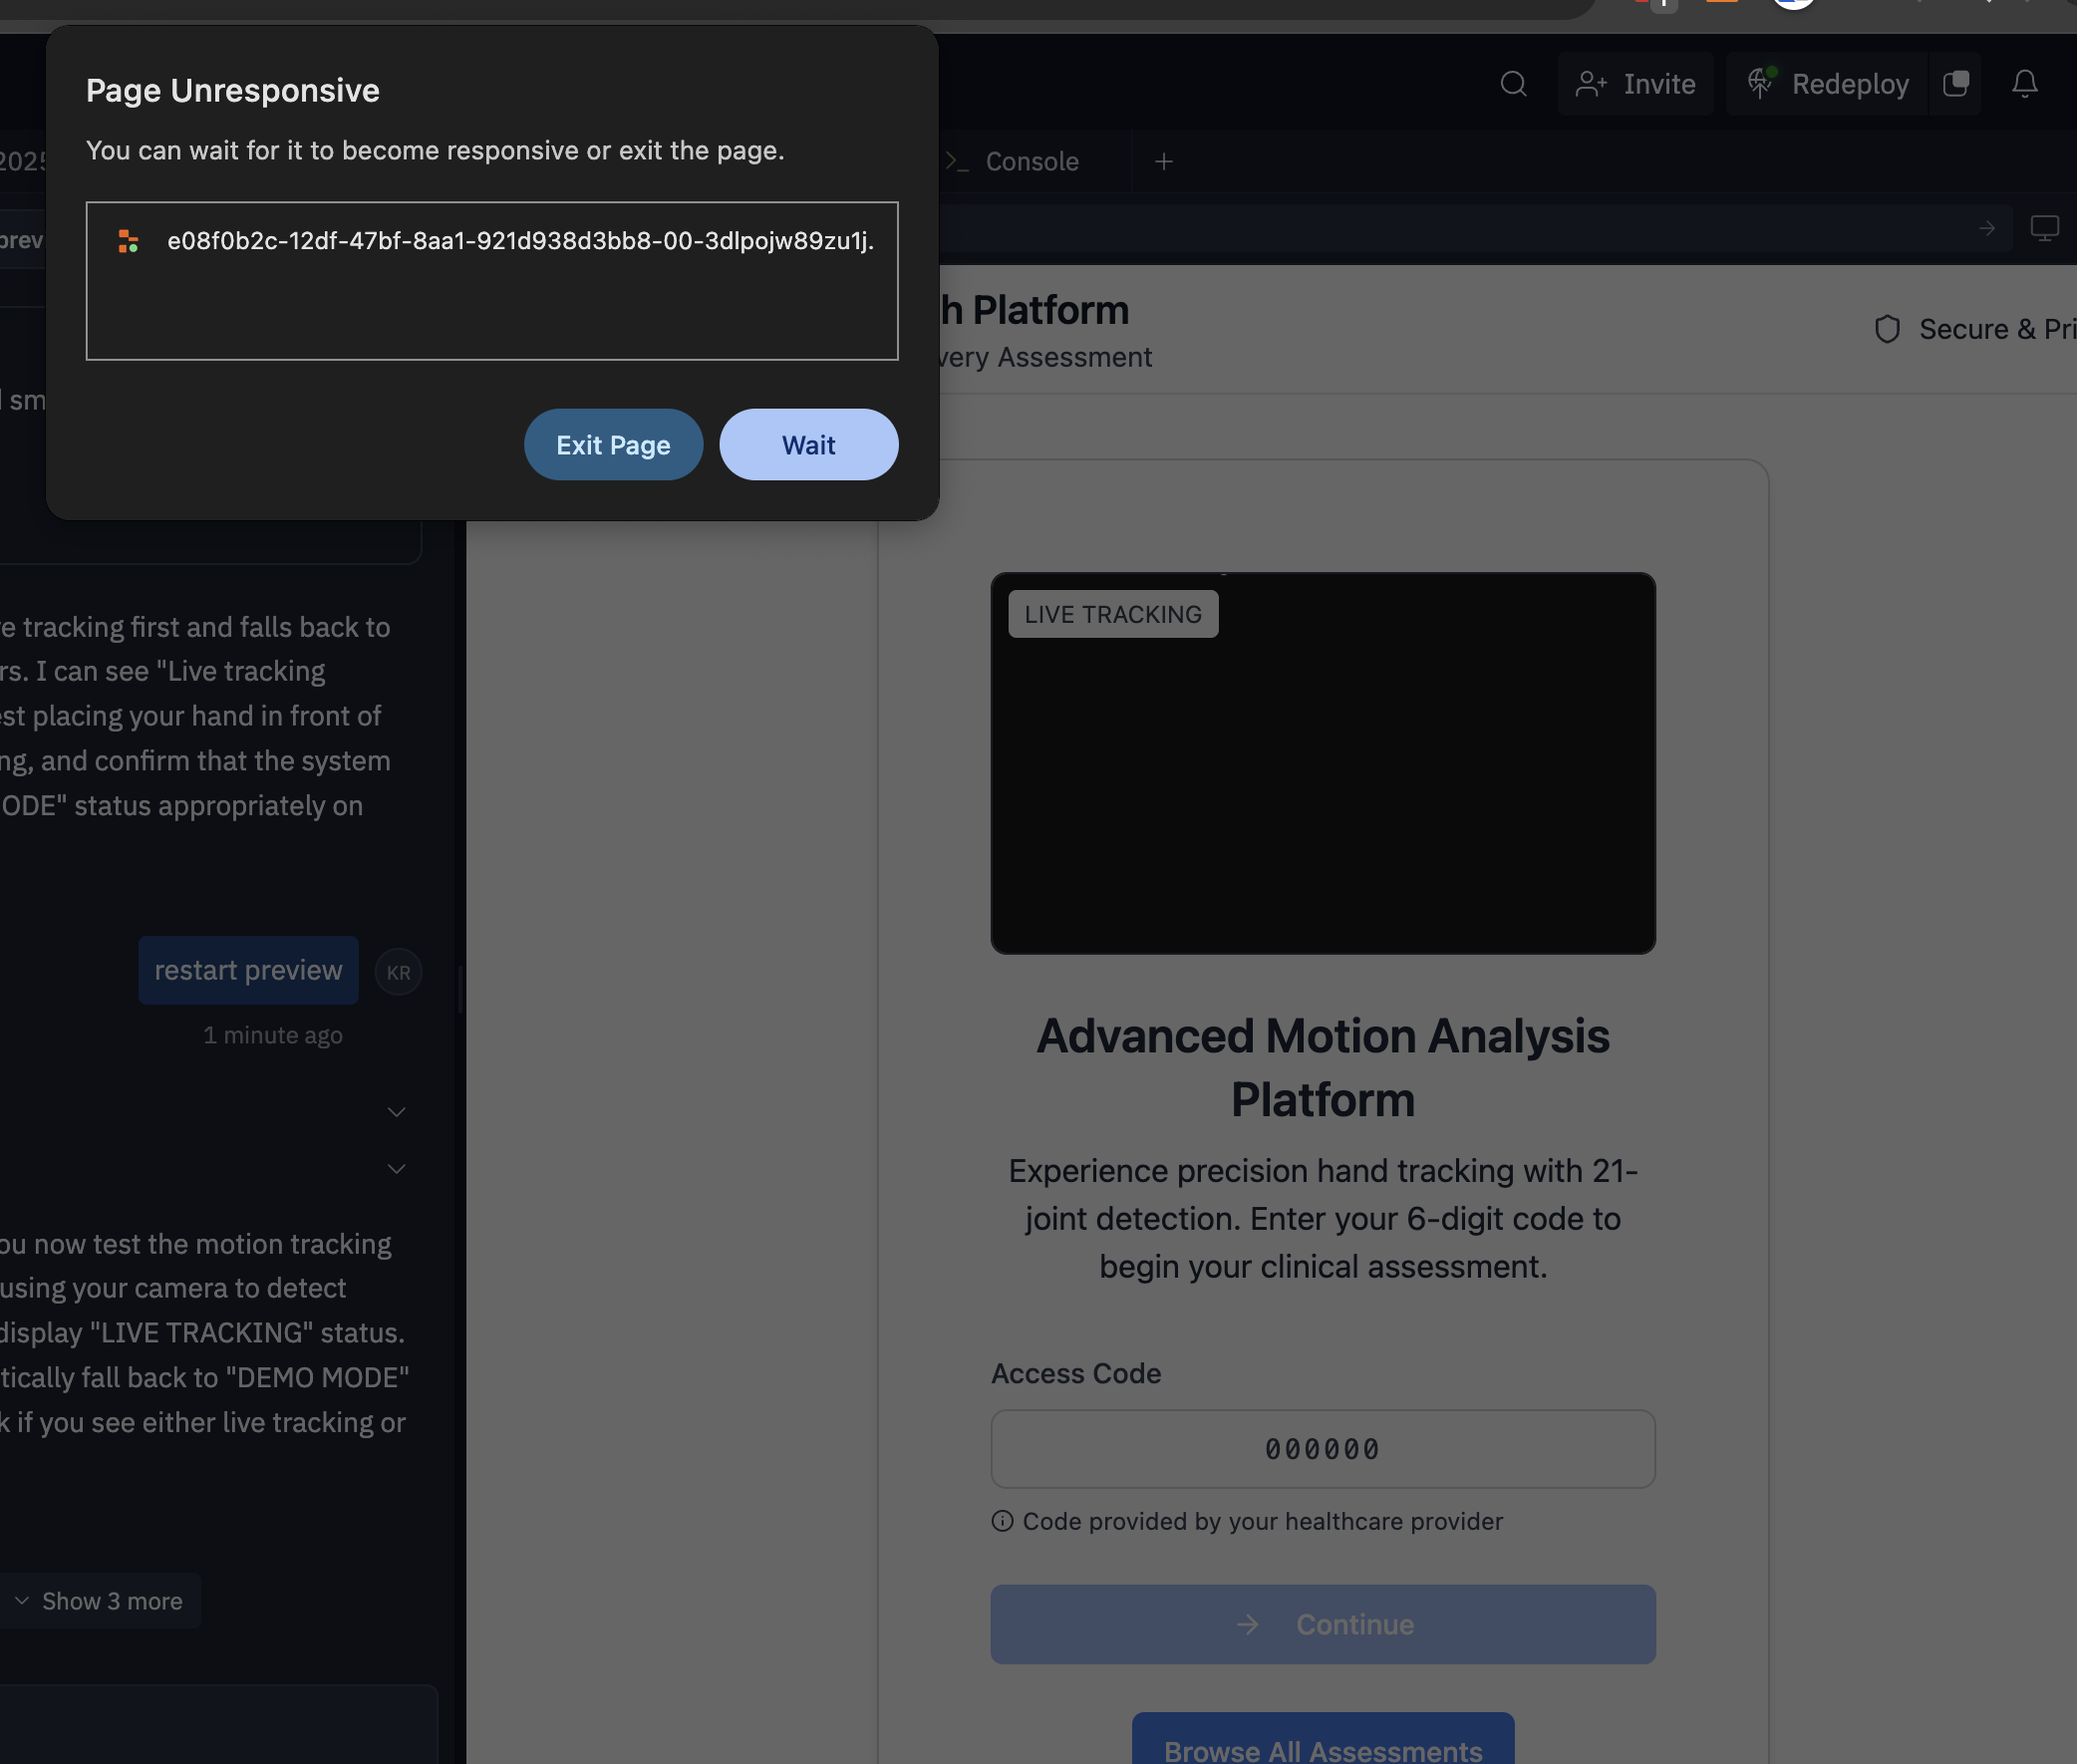 Page Unresponsive
You can wait for it to become responsive or exit the page.
e08f0b2c-12df-47bf-8aa1-921d938d3bb8-00-3dlpojw89zu1j.
Exit Page
Wait
Invite
Redeploy
2025
Console
prev
h Platform
very Assessment
Secure & Pri
sm
e tracking first and falls back to
rs. I can see "Live tracking
est placing your hand in front of
ng, and confirm that the system
ODE" status appropriately on
restart preview
KR
1 minute ago
ou now test the motion tracking
using your camera to detect
display "LIVE TRACKING" status.
tically fall back to "DEMO MODE"
k if you see either live tracking or
Show 3 more
LIVE TRACKING
Advanced Motion Analysis
Platform
Experience precision hand tracking with 21-
joint detection. Enter your 6-digit code to
begin your clinical assessment.
Access Code
000000
Code provided by your healthcare provider
Continue
Browse All Assessments